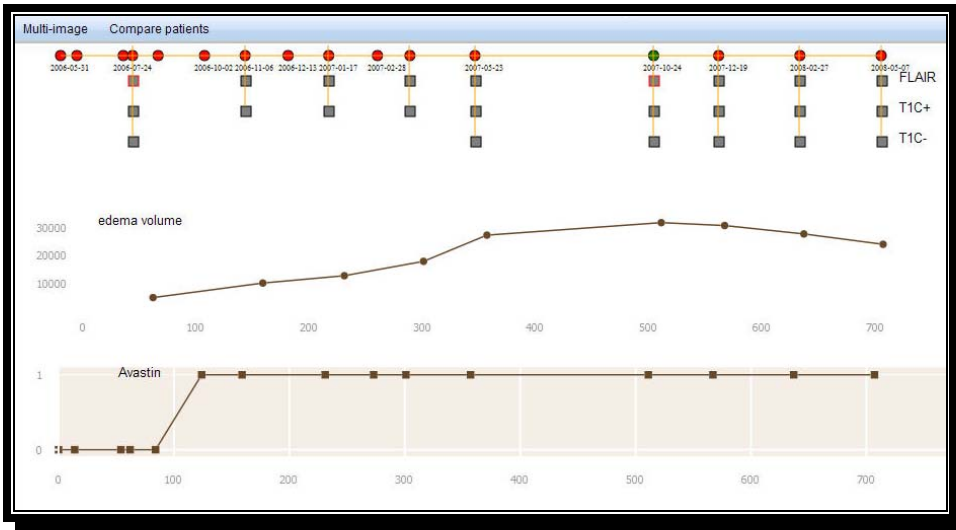 Multi-image Compare patients
2006-05-31 2006-07-24 2006-10-02 2006-11-06 2006-12-13 2007-01-17 2007-02-28 2007-05-23 2007-10-24 2007-12-19 2008-02-27 2008-05-07
FLAIR
T1C+
T1C-
edema volume
30000
20000
10000
0 100 200 300 400 500 600 700
Avastin
1
0
0 100 200 300 400 500 600 700